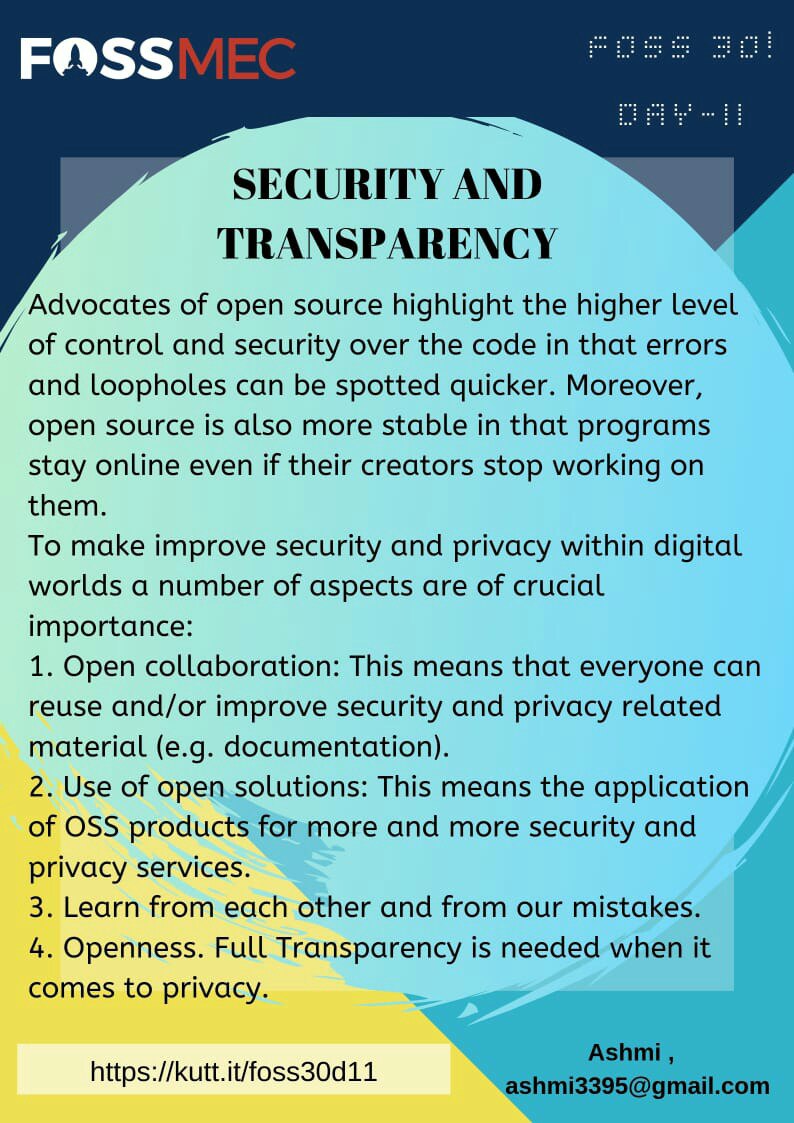 FOSSMEC
FOSS 30!
DAY-11
SECURITY AND
TRANSPARENCY
Advocates of open source highlight the higher level
of control and security over the code in that errors
and loopholes can be spotted quicker. Moreover,
open source is also more stable in that programs
stay online even if their creators stop working on
them.
To make improve security and privacy within digital
worlds a number of aspects are of crucial
importance:
1. Open collaboration: This means that everyone can
reuse and/or improve security and privacy related
material (e.g. documentation).
2. Use of open solutions: This means the application
of OSS products for more and more security and
privacy services.
3. Learn from each other and from our mistakes.
4. Openness. Full Transparency is needed when it
comes to privacy.
https://kutt.it/foss30d11
Ashmi ,
ashmi3395@gmail.com